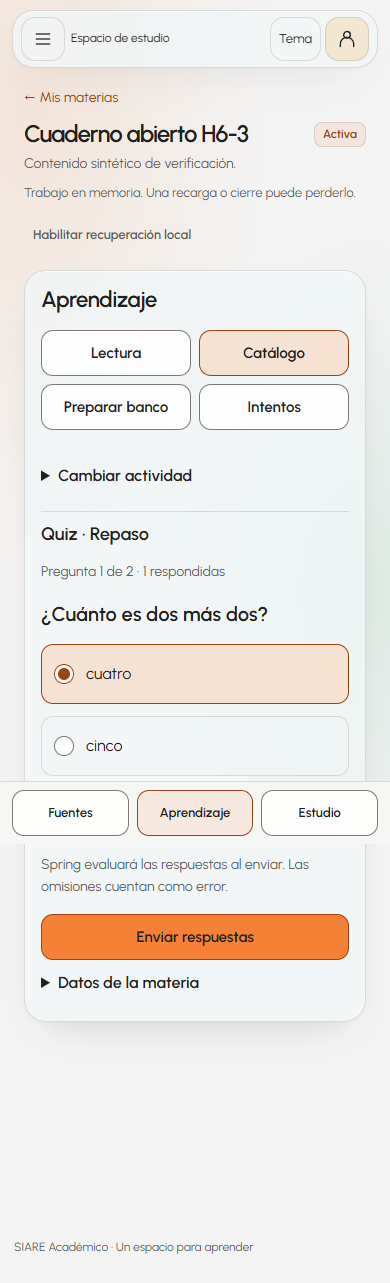 Espacio de estudio
Tema
← Mis materias
Cuaderno abierto H6-3
Activa
Contenido sintético de verificación.
Trabajo en memoria. Una recarga o cierre puede perderlo.
Habilitar recuperación local
Aprendizaje
Lectura
Catálogo
Preparar banco
Intentos
Cambiar actividad
Quiz · Repaso
Pregunta 1 de 2 · 1 respondidas
¿Cuánto es dos más dos?
cuatro
cinco
Fuentes
Aprendizaje
Estudio
Spring evaluará las respuestas al enviar. Las
omisiones cuentan como error.
Enviar respuestas
Datos de la materia
SIARE Académico · Un espacio para aprender